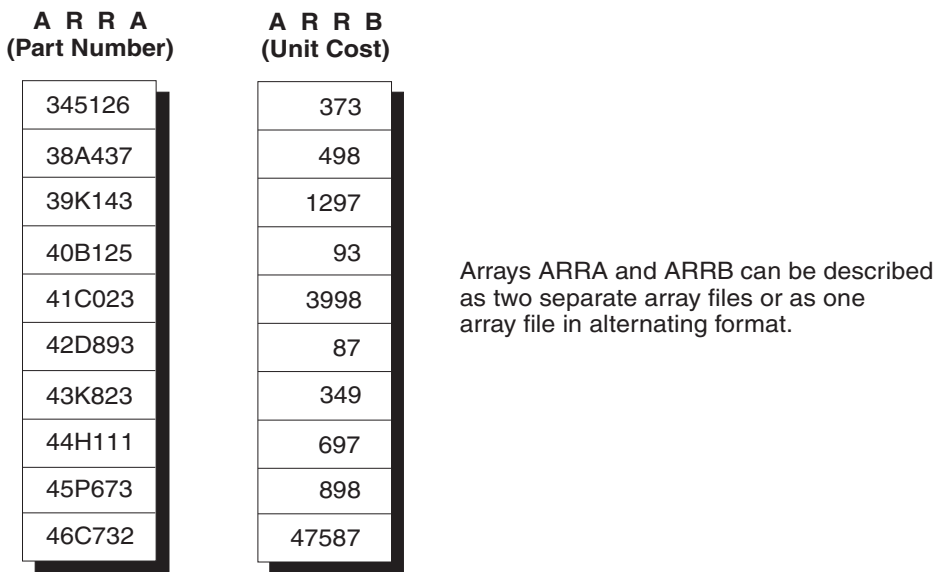 A R R A
(Part Number)
345126
38A437
39K143
40B125
41C023
42D893
43K823
44H111
45P673
46C732
A R R B
(Unit Cost)
373
498
1297
93
3998
87
349
697
898
47587
Arrays ARRA and ARRB can be described
as two separate array files or as one
array file in alternating format.